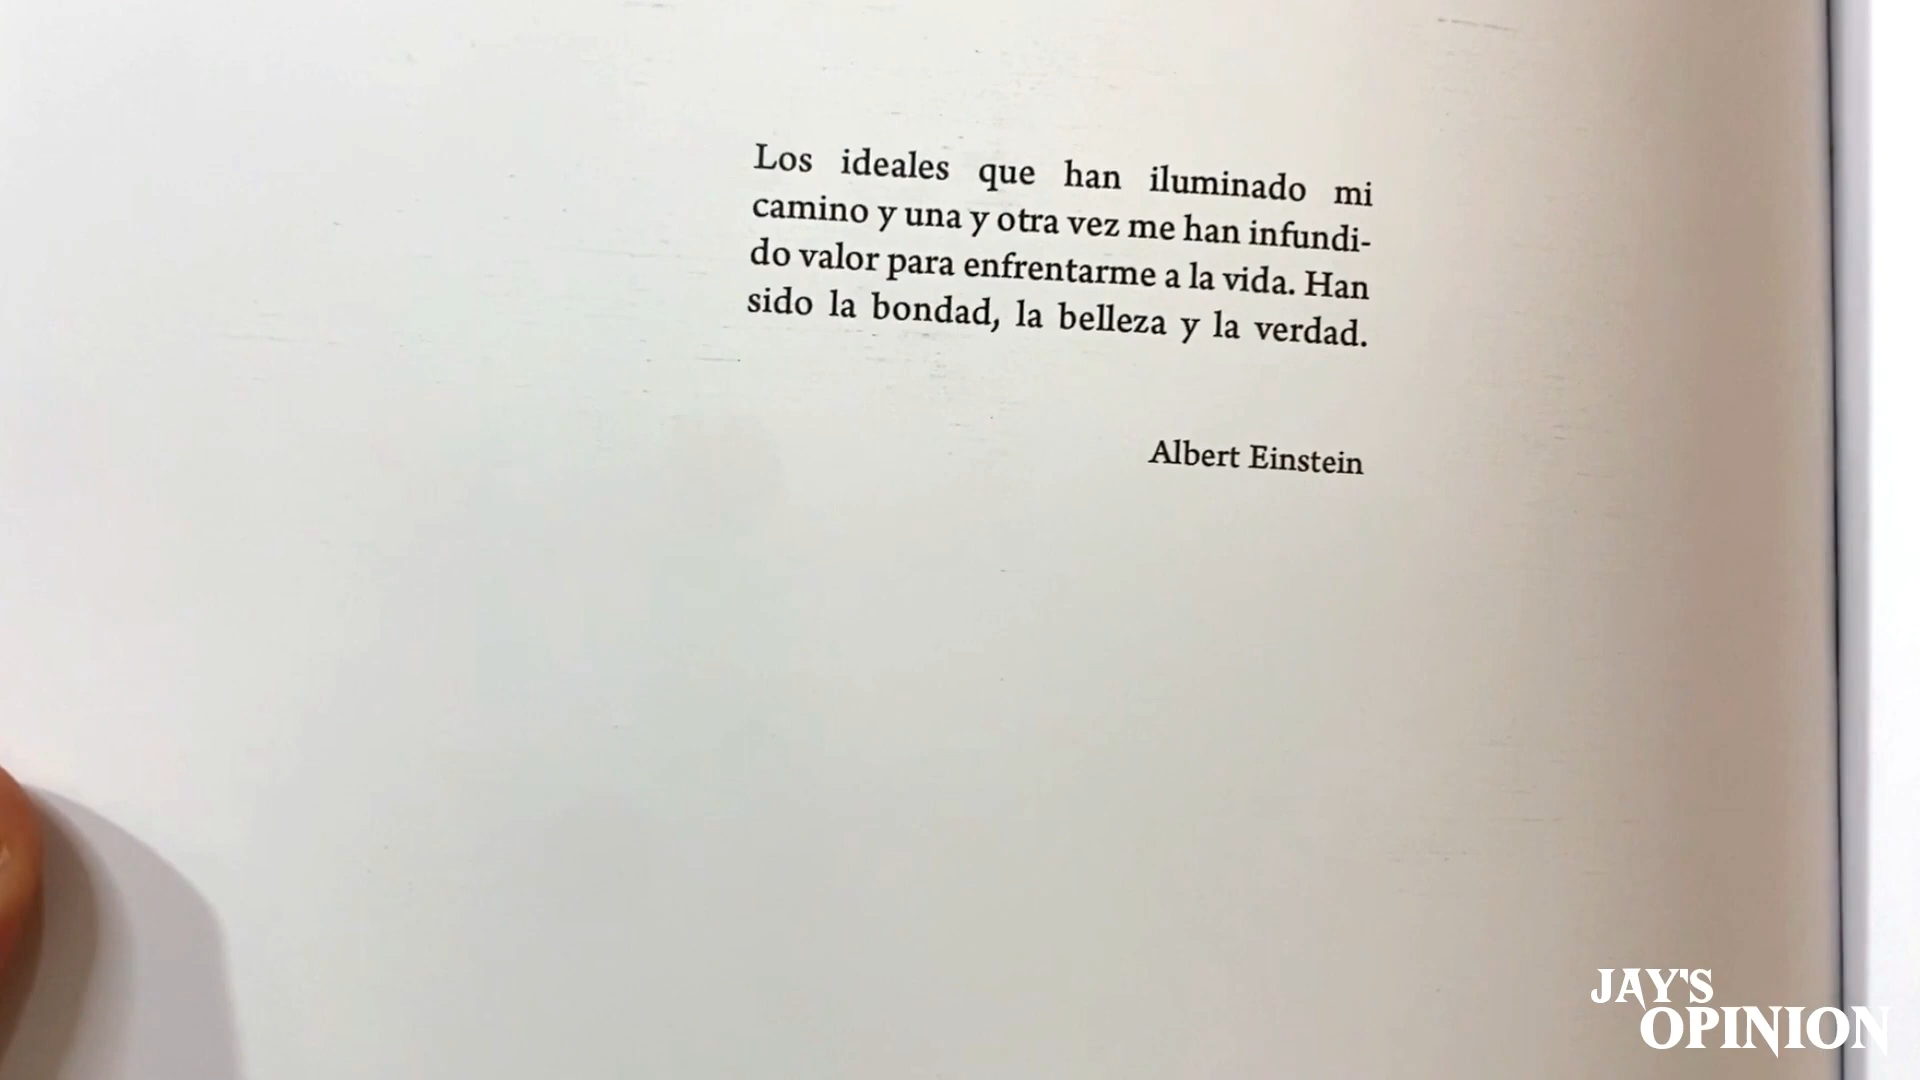 Los ideales que han iluminado mi
camino y una y otra vez me han infundi-
do valor para enfrentarme a la vida. Han
sido la bondad, la belleza y la verdad.
Albert Einstein
JAY'S
OPINION